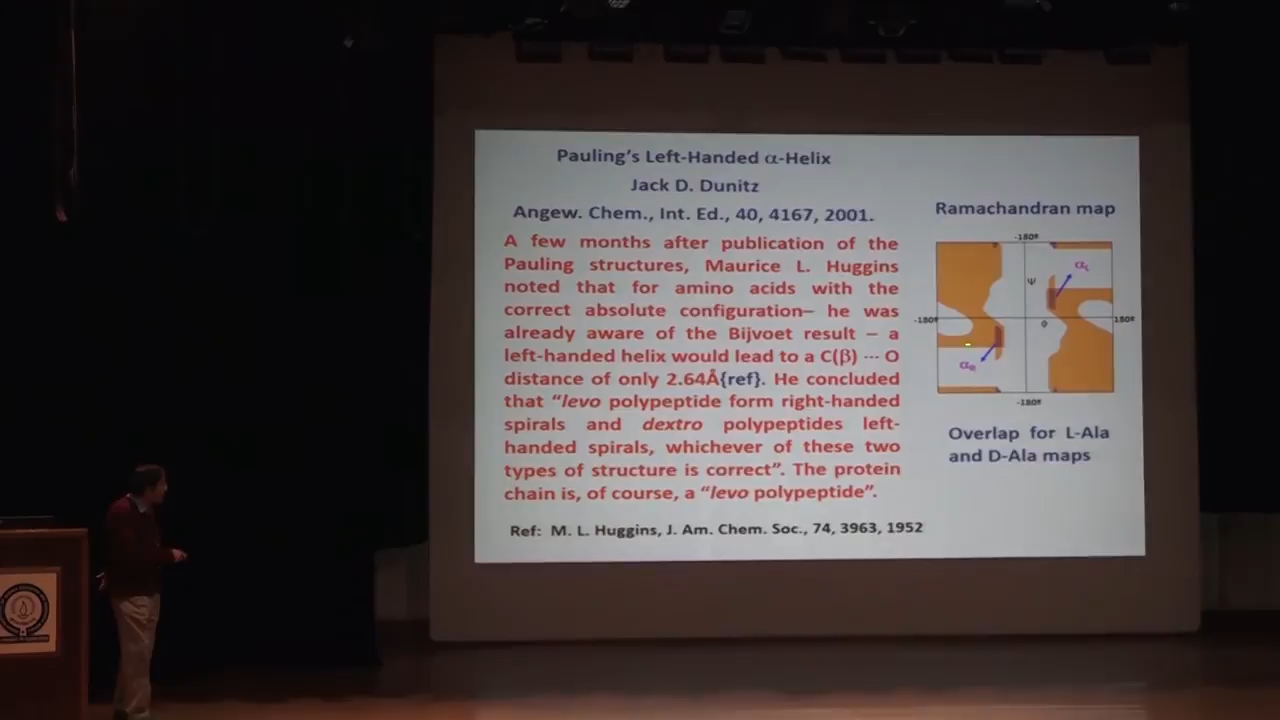 Pauling's Left-Handed α-Helix
Jack D. Dunitz
Angew. Chem., Int. Ed., 40, 4167, 2001.
A few months after publication of the
Pauling structures, Maurice L. Huggins
noted that for amino acids with the
correct absolute configuration– he was
already aware of the Bijvoet result – a
left-handed helix would lead to a C(β) --- O
distance of only 2.64Å{ref}. He concluded
that "levo polypeptide form right-handed
spirals and dextro polypeptides left-
handed spirals, whichever of these two
types of structure is correct". The protein
chain is, of course, a "levo polypeptide".
Ref: M. L. Huggins, J. Am. Chem. Soc., 74, 3963, 1952
Ramachandran map
-180º
αL
Ψ
-180º
0
180º
αR
-180º
Overlap for L-Ala
and D-Ala maps